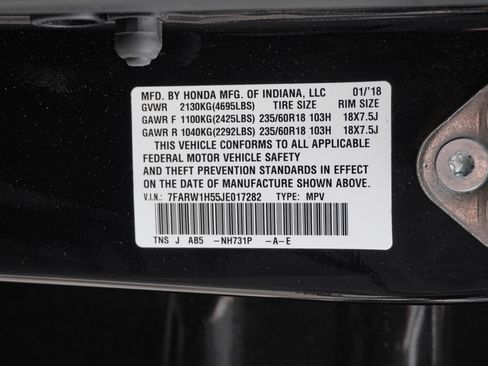 MFD. BY HONDA MFG. OF INDIANA, LLC 01/'18
GVWR 2130KG(4695LBS) TIRE SIZE RIM SIZE
GAWR F 1100KG(2425LBS) 235/60R18 103H 18X7.5J
GAWR R 1040KG(2292LBS) 235/60R18 103H 18X7.5J
THIS VEHICLE CONFORMS TO ALL APPLICABLE
FEDERAL MOTOR VEHICLE SAFETY
AND THEFT PREVENTION STANDARDS IN EFFECT
ON THE DATE OF MANUFACTURE SHOWN ABOVE.
V.I.N.: 7FARW1H55JE017282 TYPE: MPV
TNS J AB5 -NH731P -A-E